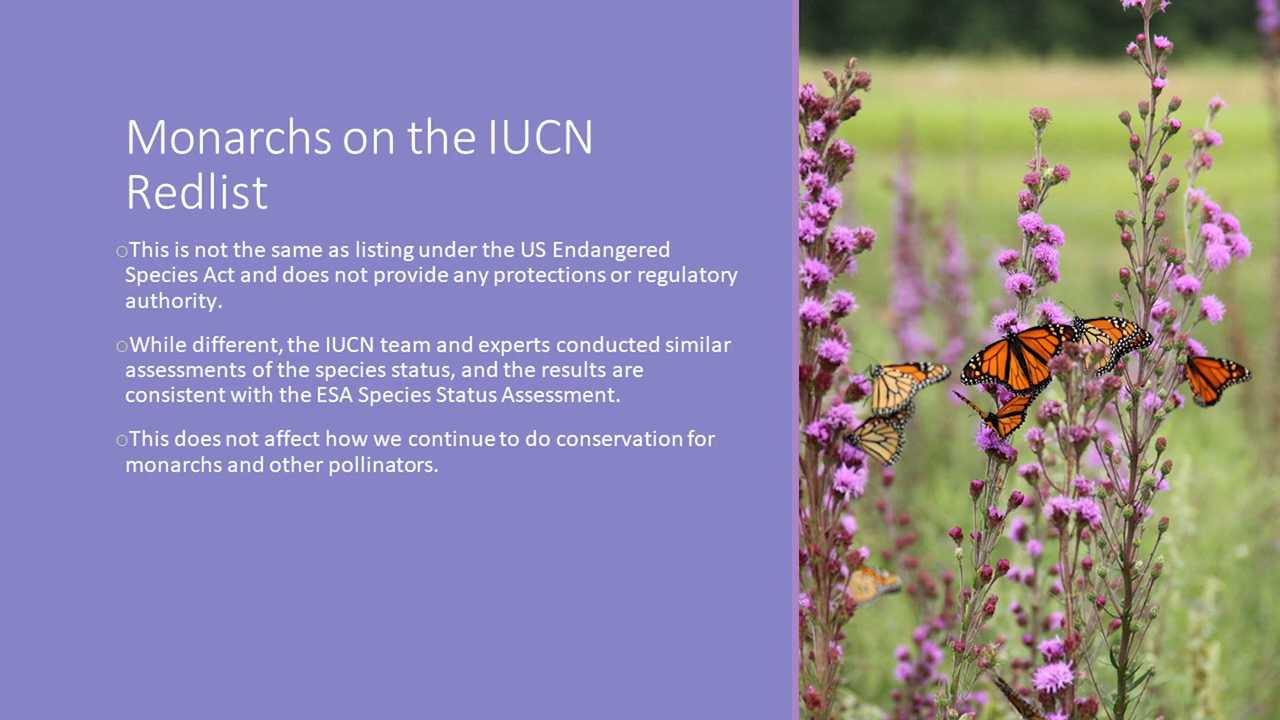 Monarchs on the IUCN
Redlist
○This is not the same as listing under the US Endangered
Species Act and does not provide any protections or regulatory
authority.
○While different, the IUCN team and experts conducted similar
assessments of the species status, and the results are
consistent with the ESA Species Status Assessment.
○This does not affect how we continue to do conservation for
monarchs and other pollinators.